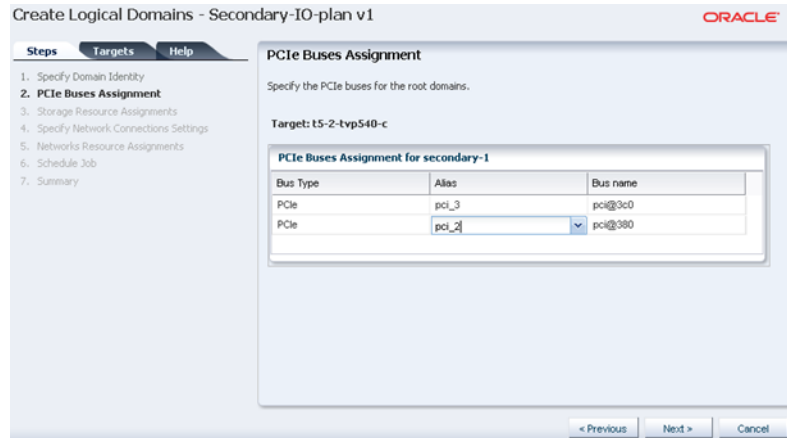 Create Logical Domains - Secondary-IO-plan v1
ORACLE
Steps Targets Help
1. Specify Domain Identity
2. PCIe Buses Assignment
3. Storage Resource Assignments
4. Specify Network Connections Settings
5. Networks Resource Assignments
6. Schedule Job
7. Summary
PCIe Buses Assignment
Specify the PCIe buses for the root domains.
Target: t5-2-tvp540-c
PCIe Buses Assignment for secondary-1
Bus Type Alias Bus name
PCIe pci_3 pci@3c0
PCIe pci_2 pci@380
< Previous Next > Cancel